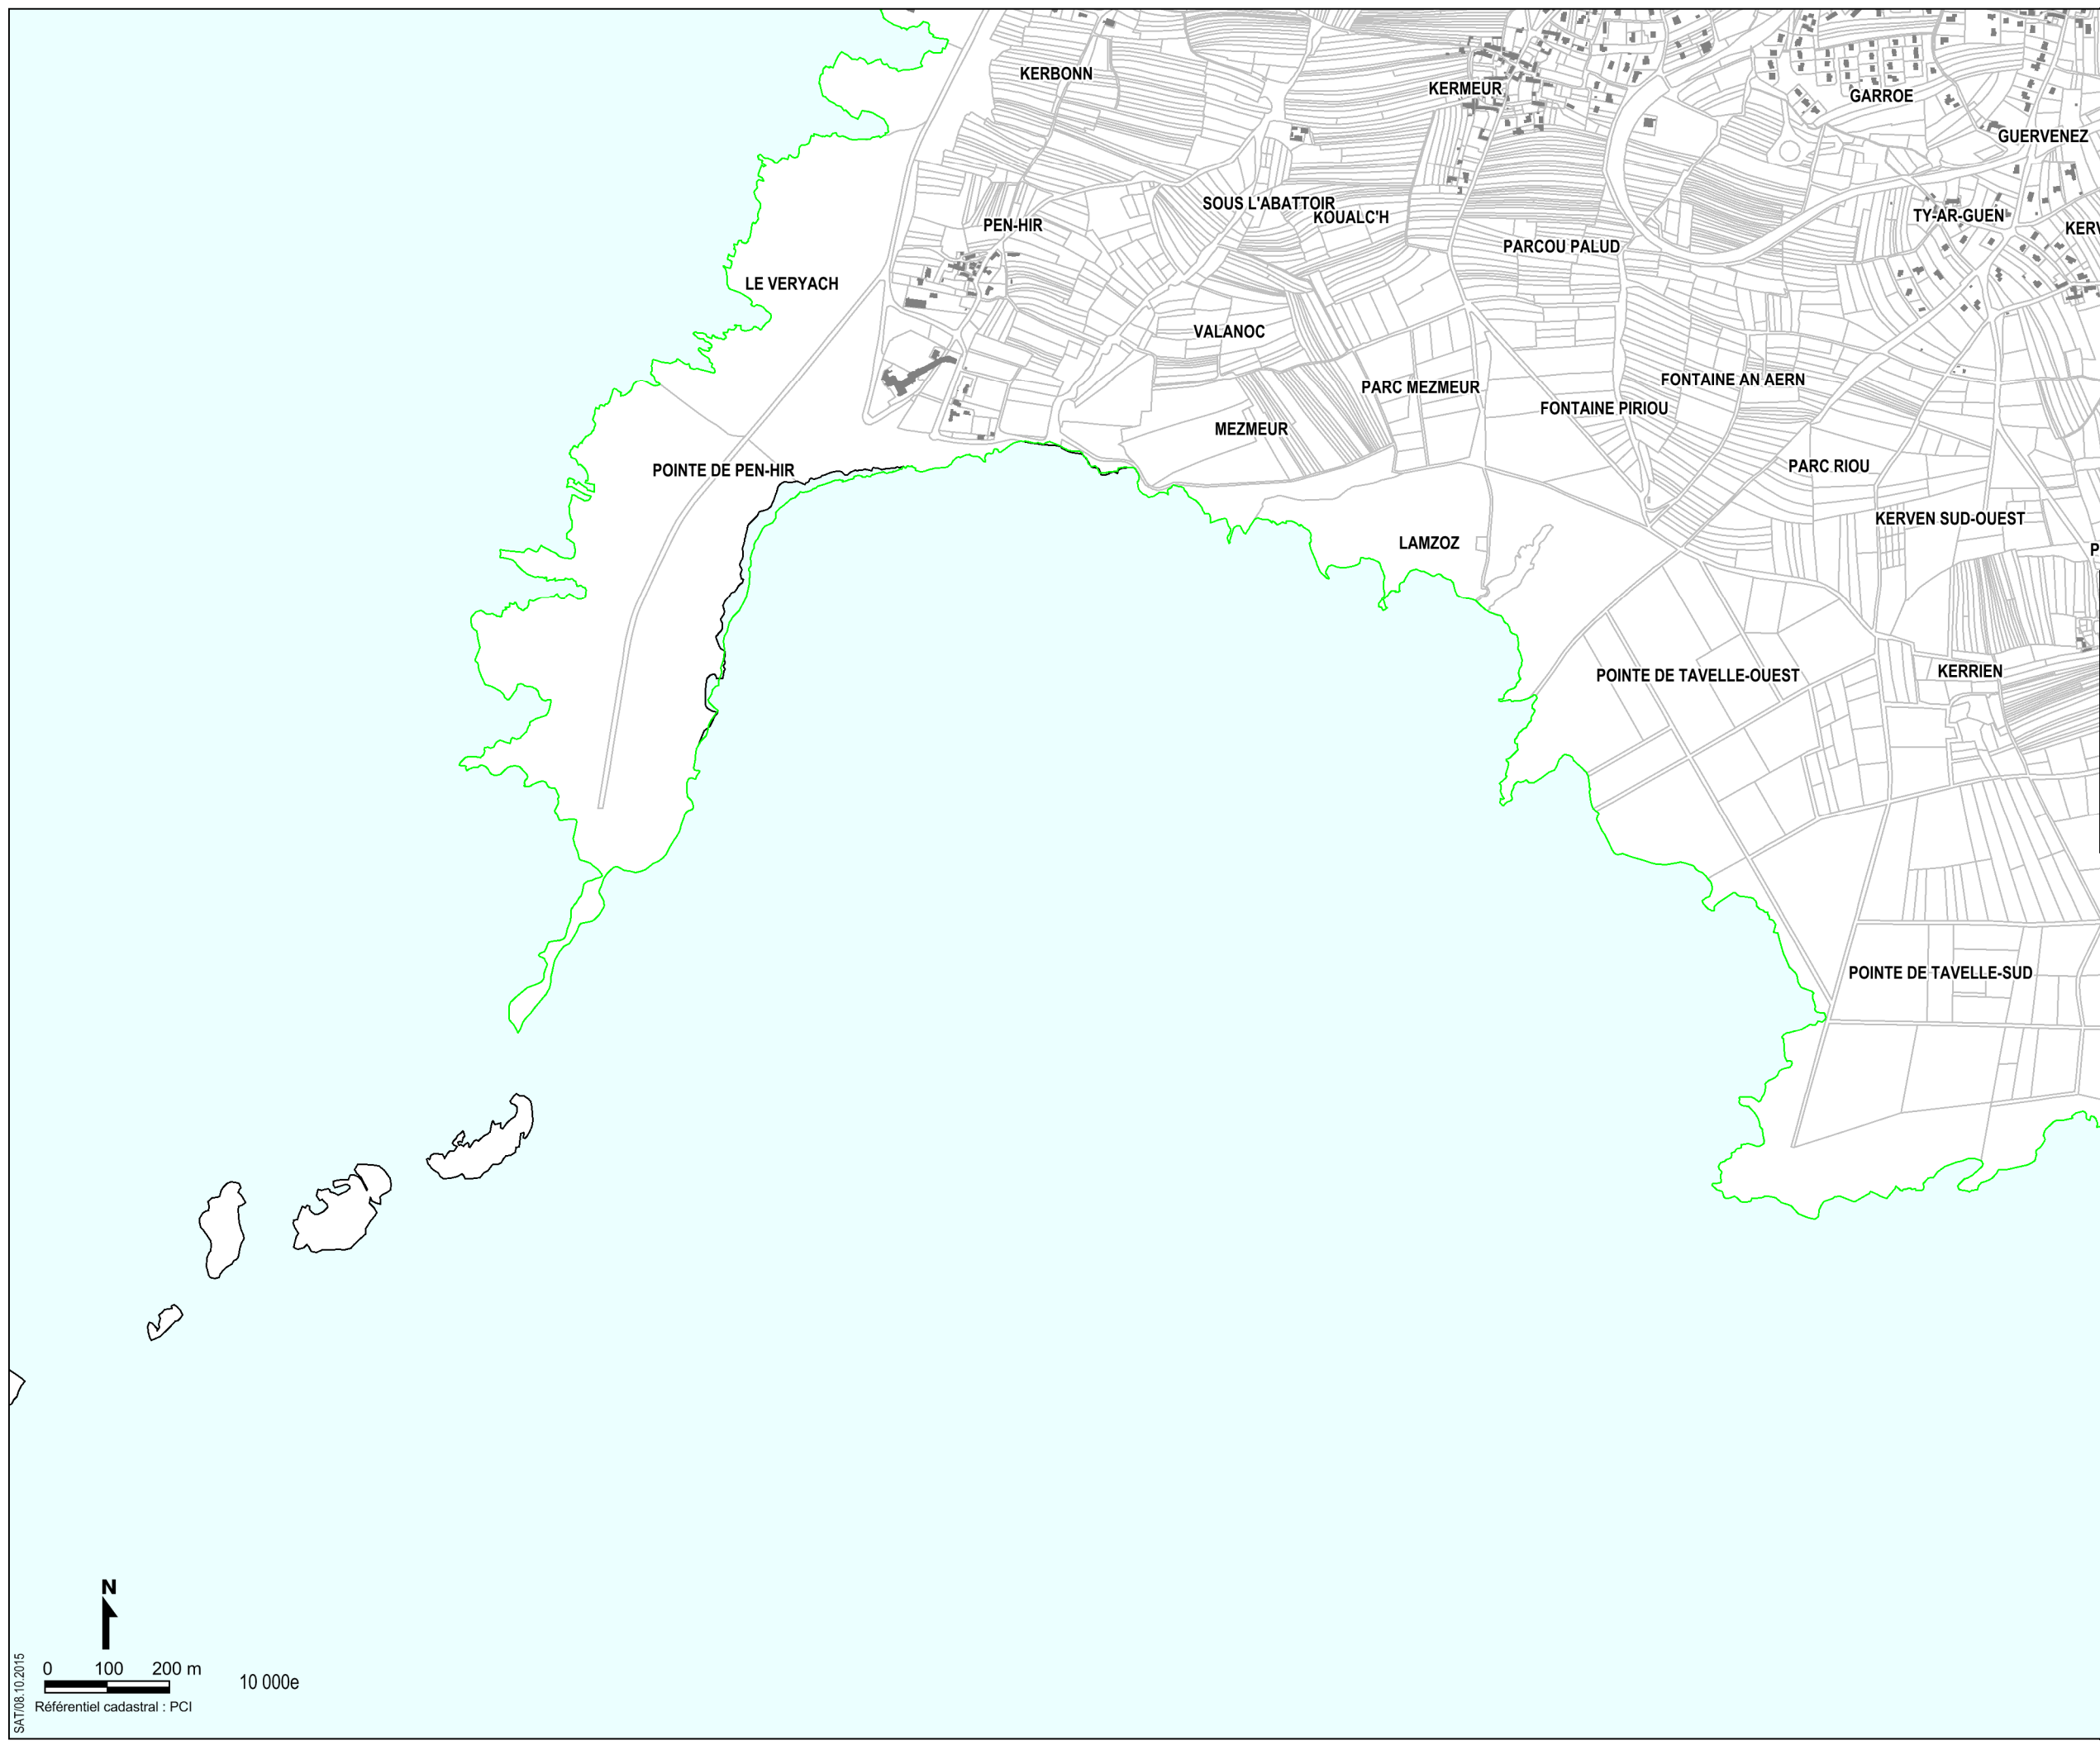 KERBONN
KERMEUR
GARROE
GUERVENEZ
SOUS L'ABATTOIR
KOUALC'H
TY-AR-GUEN
PEN-HIR
KERV
PARCOU PALUD
LE VERYACH
VALANOC
FONTAINE AN AERN
PARC MEZMEUR
FONTAINE PIRIOU
MEZMEUR
PARC RIOU
POINTE DE PEN-HIR
KERVEN SUD-OUEST
LAMZOZ
P
KERRIEN
POINTE DE TAVELLE-OUEST
POINTE DE TAVELLE-SUD
N
SAT/08.10.2015
0 100 200 m
10 000e
Référentiel cadastral : PCI